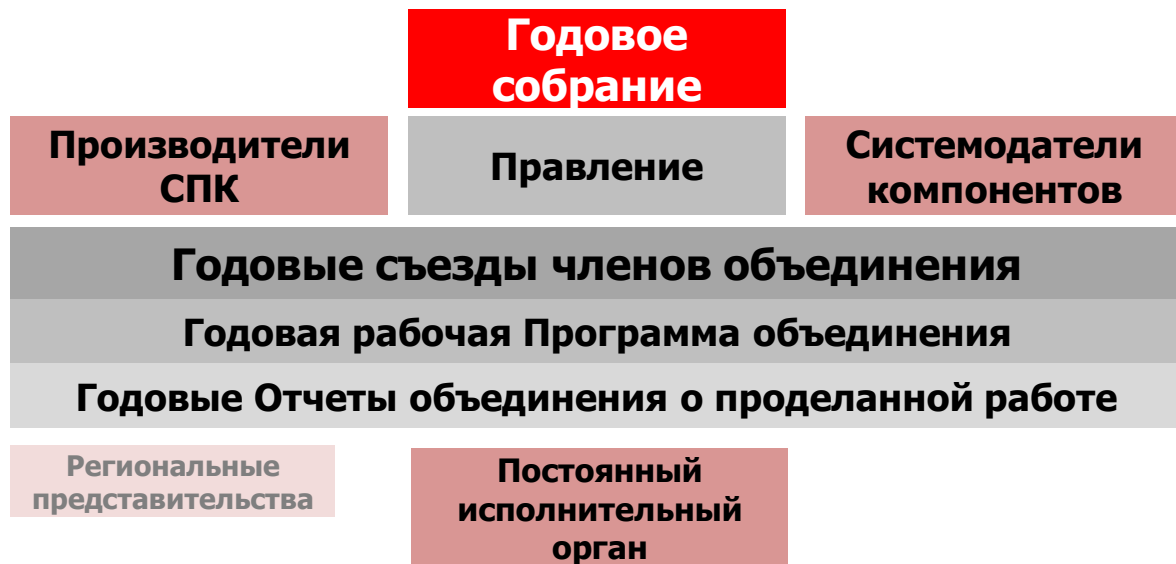 Годовое
собрание
Производители
СПК
Правление
Системодатели
компонентов
Годовые съезды членов объединения
Годовая рабочая Программа объединения
Годовые Отчеты объединения о проделанной работе
Региональные
представительства
Постоянный
исполнительный
орган